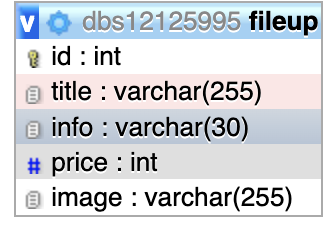 v dbs12125995 fileup
id : int
title : varchar(255)
info : varchar(30)
# price : int
image : varchar(255)